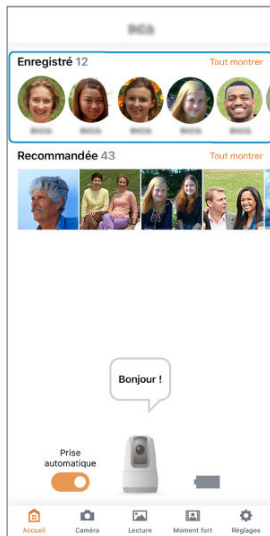 Enregistré 12 Tout montrer
Recommandée 43 Tout montrer
Bonjour !
Prise
automatique
Accueil Caméra Lecture Moment fort Réglages